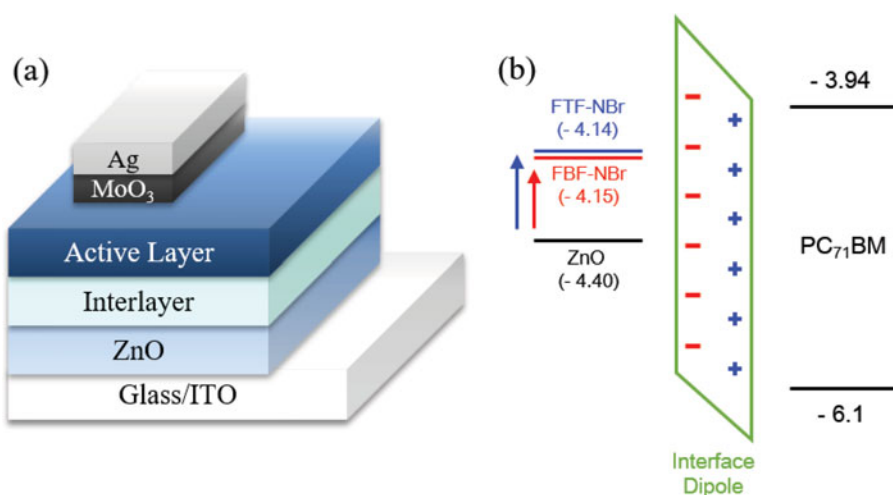 (a)
Ag
MoO₃
Active Layer
Interlayer
ZnO
Glass/ITO
(b)
FTF-NBr
(- 4.14)
FBF-NBr
(- 4.15)
ZnO
(- 4.40)
- 3.94
PC₇₁BM
- 6.1
Interface
Dipole